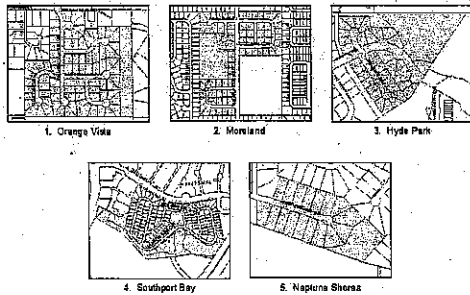 1. Orange Vista
2. Moreland
3. Hyde Park
4. Southport Bay
5. Neptune Shores